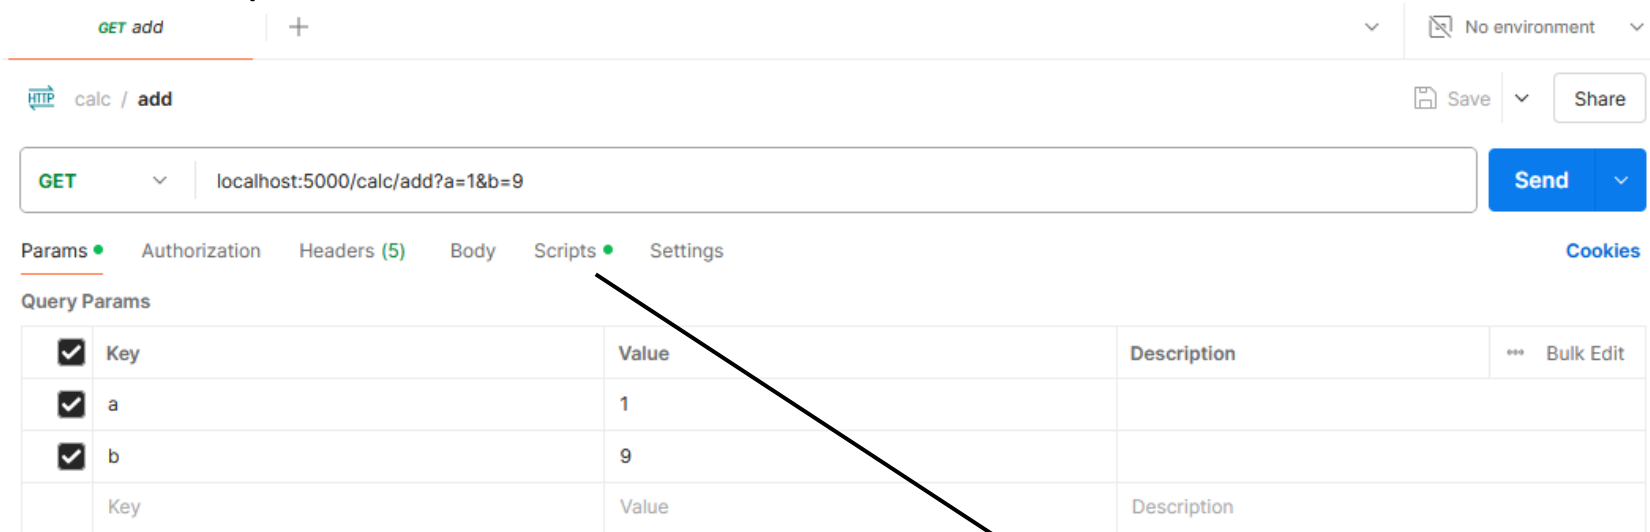 GET add
No environment
HTTP calc / add
Save
Share
GET
localhost:5000/calc/add?a=1&b=9
Send
Params Authorization Headers (5) Body Scripts Settings
Cookies
Query Params
Key Value Description Bulk Edit
a 1
b 9
Key Value Description